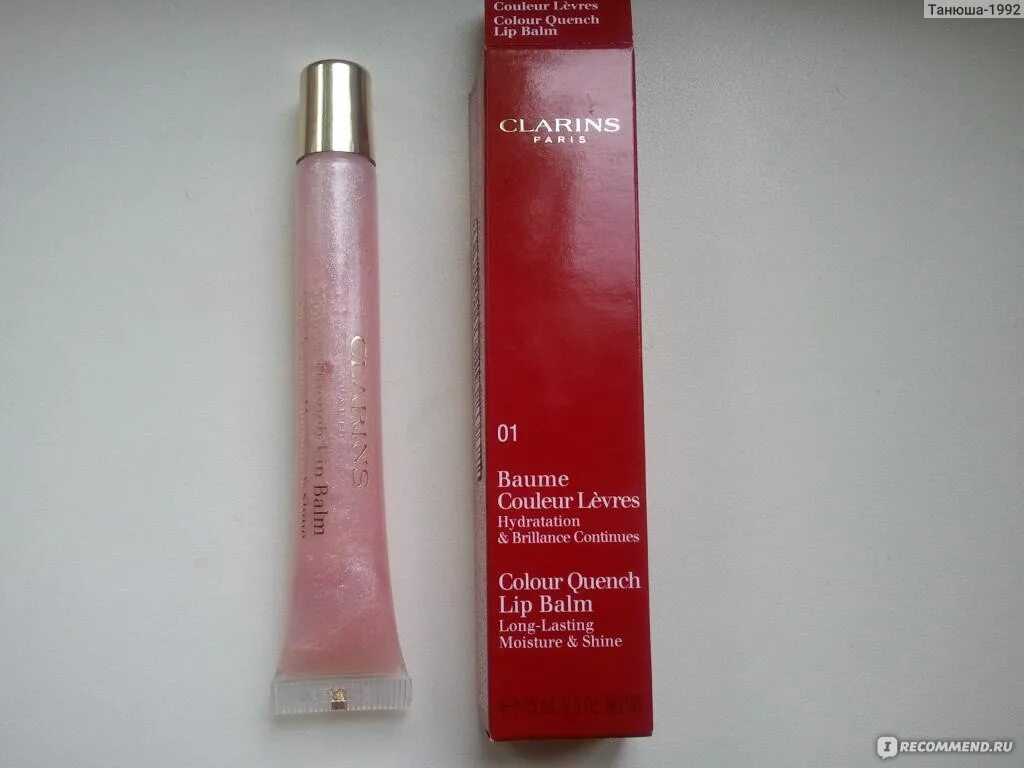 Танюша-1992
Couleur Lèvres
Colour Quench
Lip Balm
CLARINS
PARIS
01
Baume
Couleur Lèvres
Hydratation
& Brillance Continues
Colour Quench
Lip Balm
Long-Lasting
Moisture & Shine
CLARINS
Lip Balm
I RECOMMEND.RU